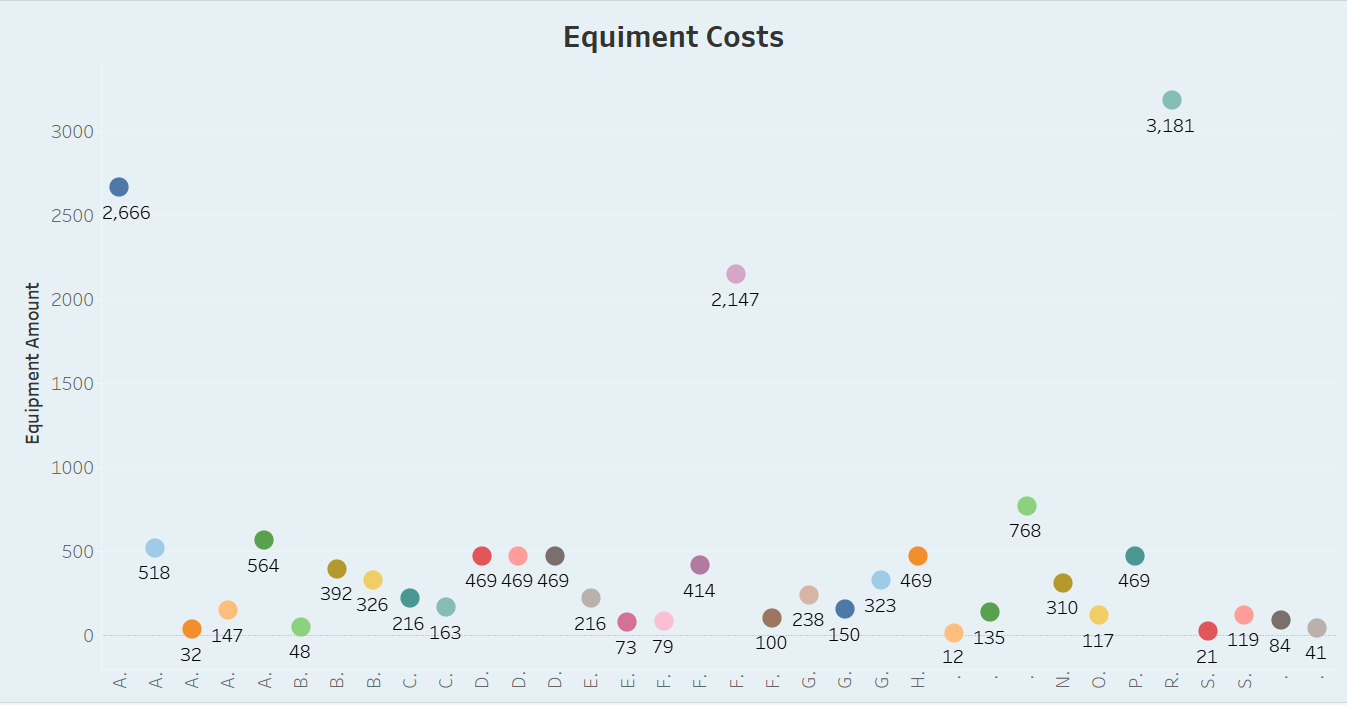 Equiment Costs
Equipment Amount
3000
2500
2000
1500
1000
500
0
2,666
518
32
147
564
48
392
326
216
163
469
469
469
216
73
79
414
2,147
100
238
150
323
469
12
135
768
310
117
469
3,181
21
119
84
41
A.
A.
A.
A.
A.
B.
B.
B.
C.
C.
D.
D.
D.
E.
E.
F.
F.
F.
F.
G.
G.
G.
H.
.
.
.
N.
O.
P.
R.
S.
S.
.
.